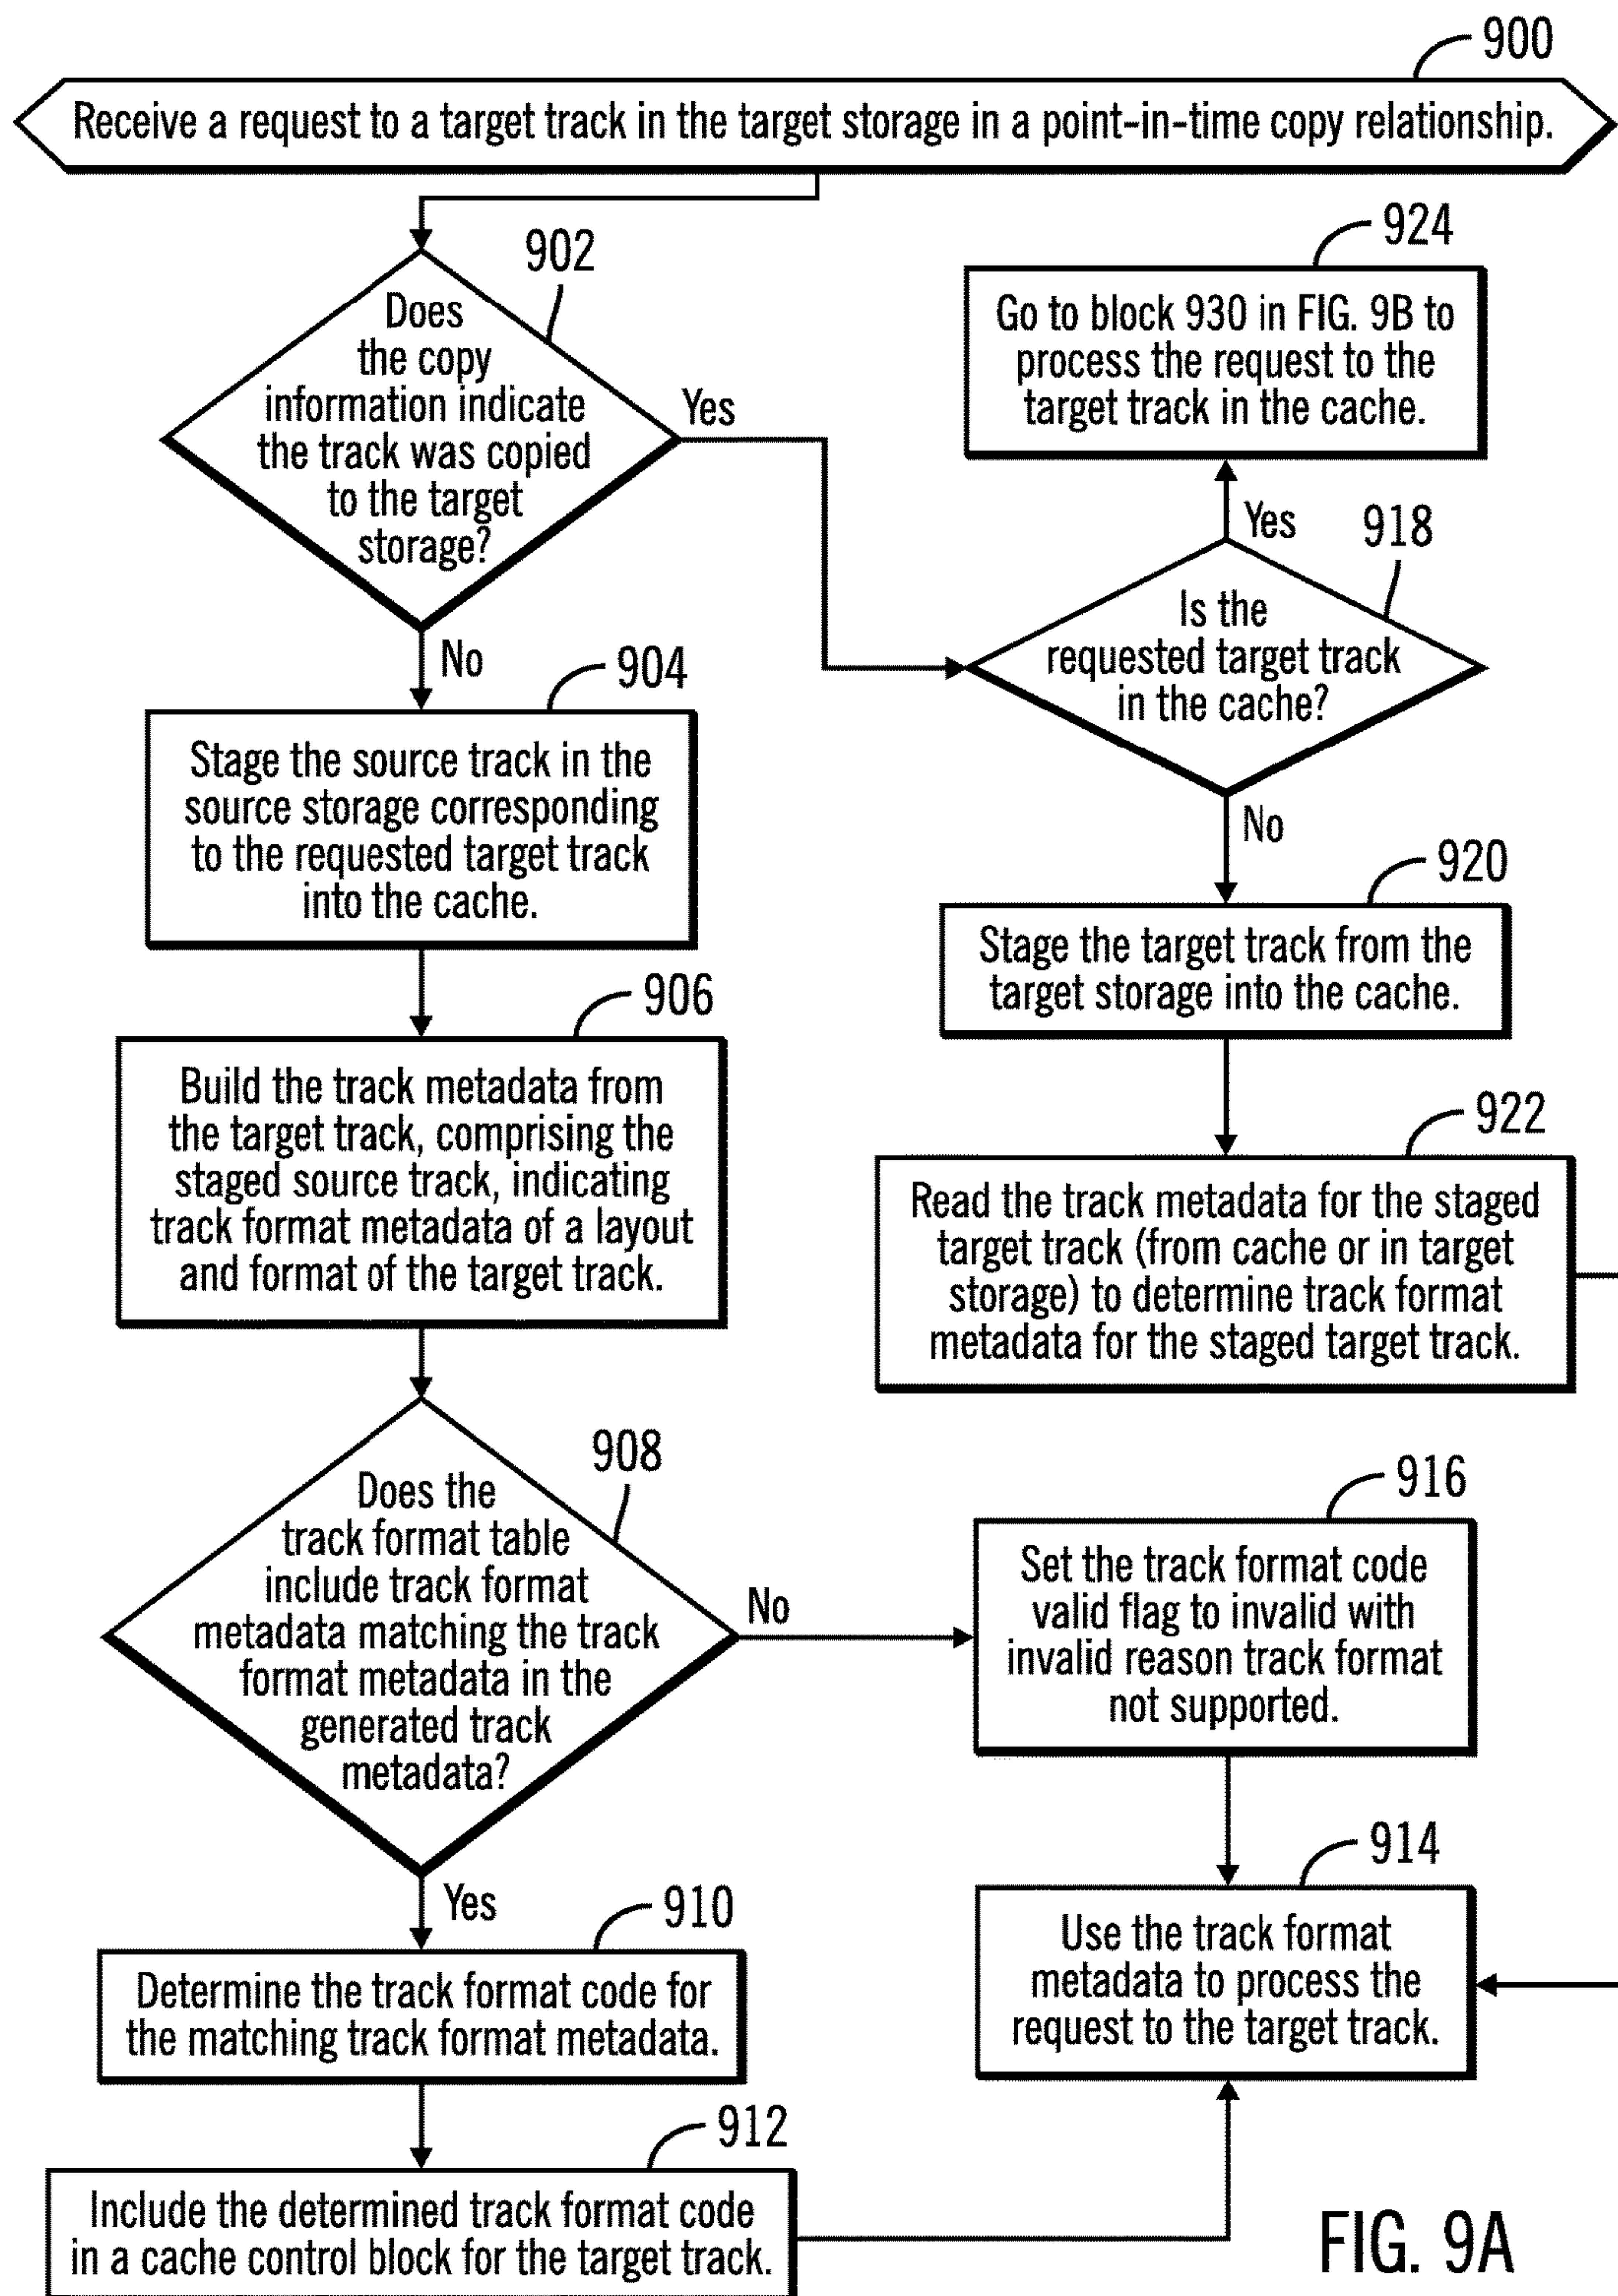 900
Receive a request to a target track in the target storage in a point-in-time copy relationship.
902
Does
the copy
information indicate
the track was copied
to the target
storage?
Yes
No
924
Go to block 930 in FIG. 9B to
process the request to the
target track in the cache.
Yes
918
Is the
requested target track
in the cache?
No
904
Stage the source track in the
source storage corresponding
to the requested target track
into the cache.
920
Stage the target track from the
target storage into the cache.
906
Build the track metadata from
the target track, comprising the
staged source track, indicating
track format metadata of a layout
and format of the target track.
922
Read the track metadata for the staged
target track (from cache or in target
storage) to determine track format
metadata for the staged target track.
908
Does the
track format table
include track format
metadata matching the track
format metadata in the
generated track
metadata?
No
Yes
916
Set the track format code
valid flag to invalid with
invalid reason track format
not supported.
910
Determine the track format code for
the matching track format metadata.
914
Use the track format
metadata to process the
request to the target track.
912
Include the determined track format code
in a cache control block for the target track.
FIG. 9A